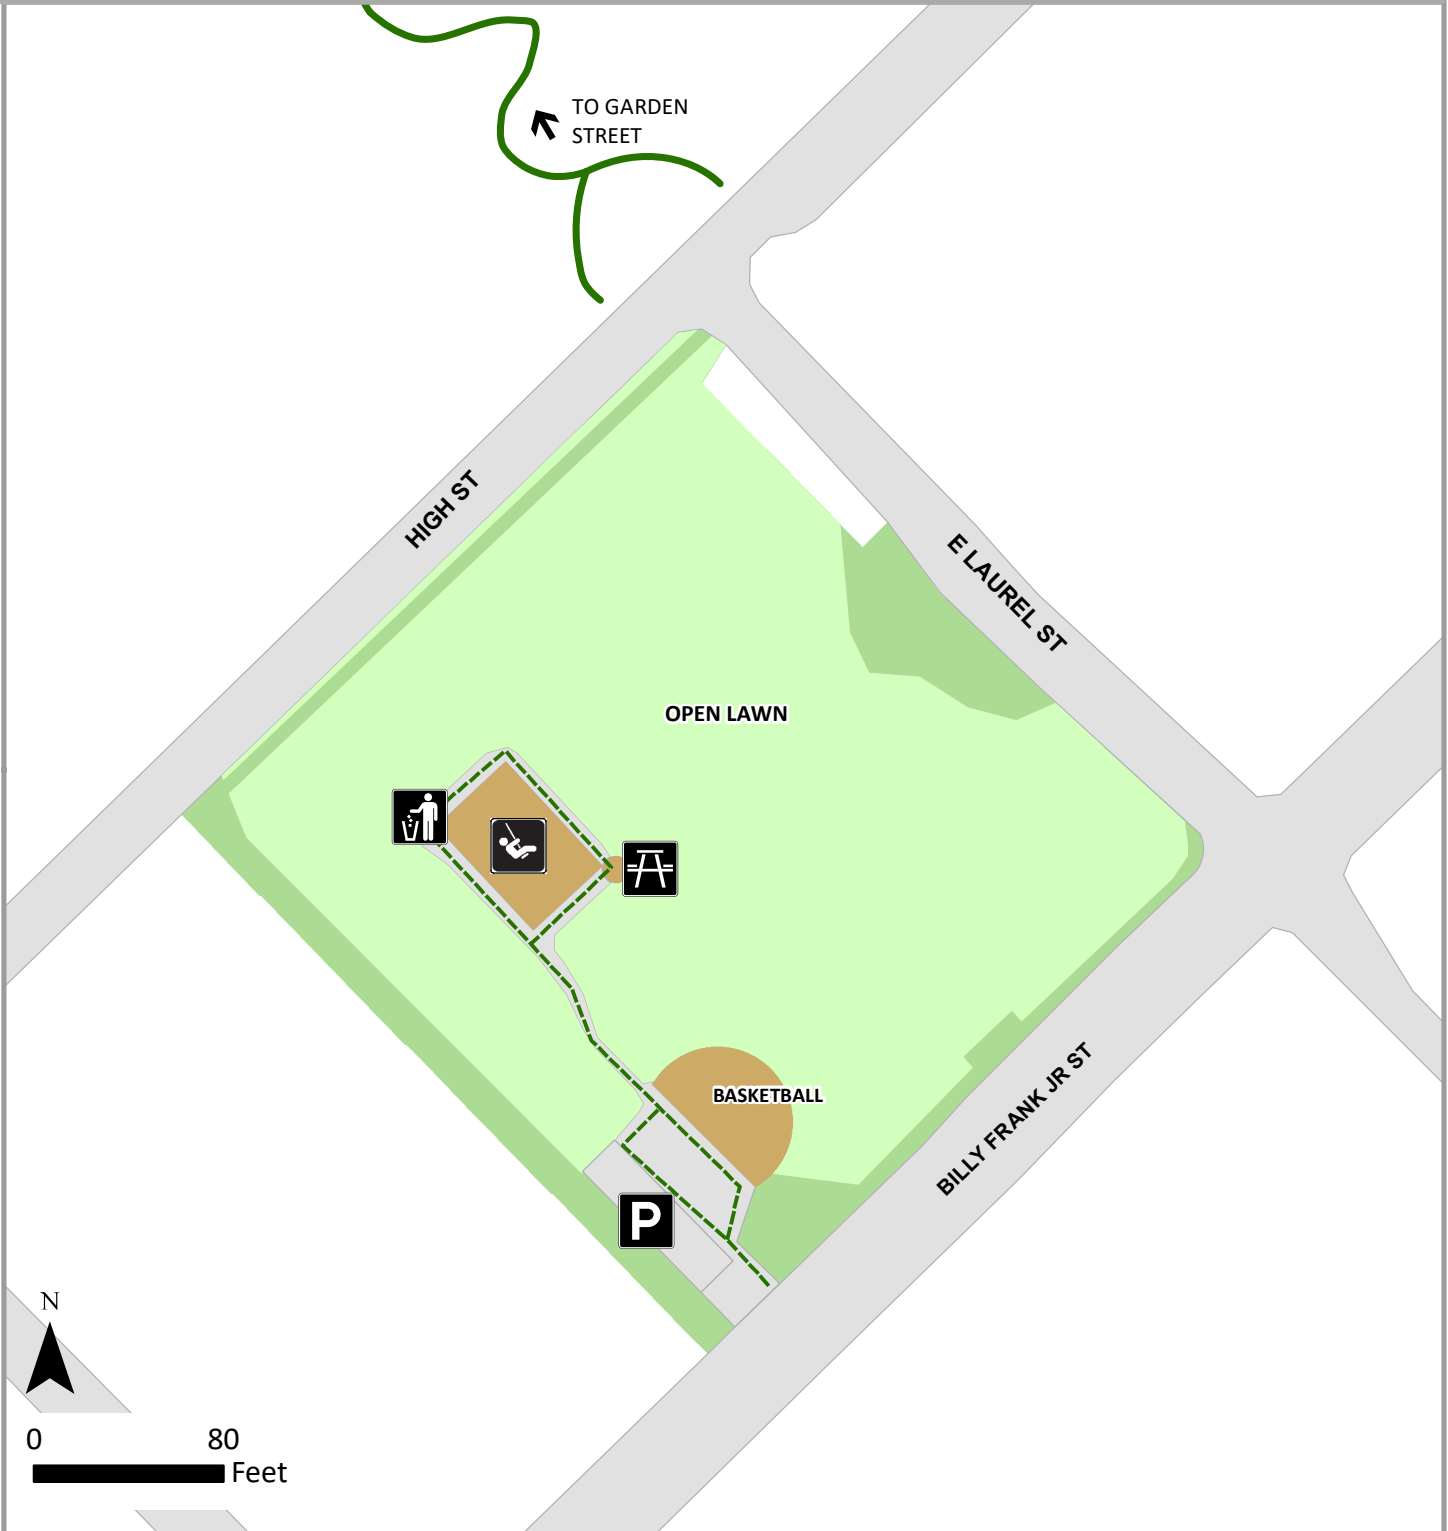 TO GARDEN
STREET
HIGH ST
E LAUREL ST
OPEN LAWN
BASKETBALL
BILLY FRANK JR ST
P
N
0 80
Feet